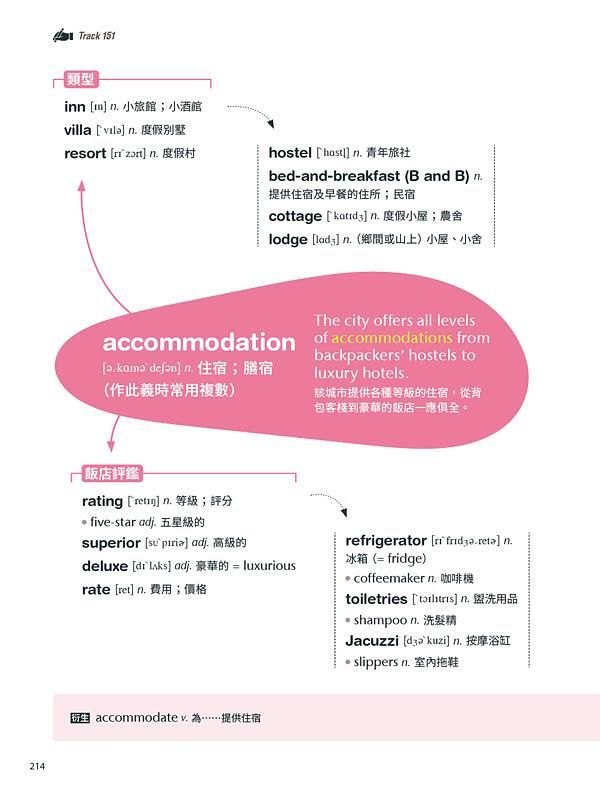 Track 151
類型
inn [ɪn] n. 小旅館；小酒館
villa [ˋvɪlə] n. 度假別墅
resort [rɪˋzɔrt] n. 度假村
hostel [ˋhɑstl̩] n. 青年旅社
bed-and-breakfast (B and B) n.
提供住宿及早餐的住所；民宿
cottage [ˋkɑtɪdʒ] n. 度假小屋；農舍
lodge [lɑdʒ] n.（鄉間或山上）小屋、小舍
accommodation
[ə͵kɑməˋdeʃən] n. 住宿；膳宿
（作此義時常用複數）
The city offers all levels
of accommodations from
backpackers’ hostels to
luxury hotels.
該城市提供各種等級的住宿，從背
包客棧到豪華的飯店一應俱全。
飯店評鑑
rating [ˋretɪŋ] n. 等級；評分
• five-star adj. 五星級的
superior [sʊˋpɪrɪə] adj. 高級的
deluxe [dɪˋlʌks] adj. 豪華的 = luxurious
rate [ret] n. 費用；價格
refrigerator [rɪˋfrɪdʒə͵retə] n.
冰箱（= fridge）
• coffeemaker n. 咖啡機
toiletries [ˋtɔɪlɪtrɪs] n. 盥洗用品
• shampoo n. 洗髮精
Jacuzzi [dʒəˋkuzi] n. 按摩浴缸
• slippers n. 室內拖鞋
衍生 accommodate v. 為⋯⋯提供住宿
214